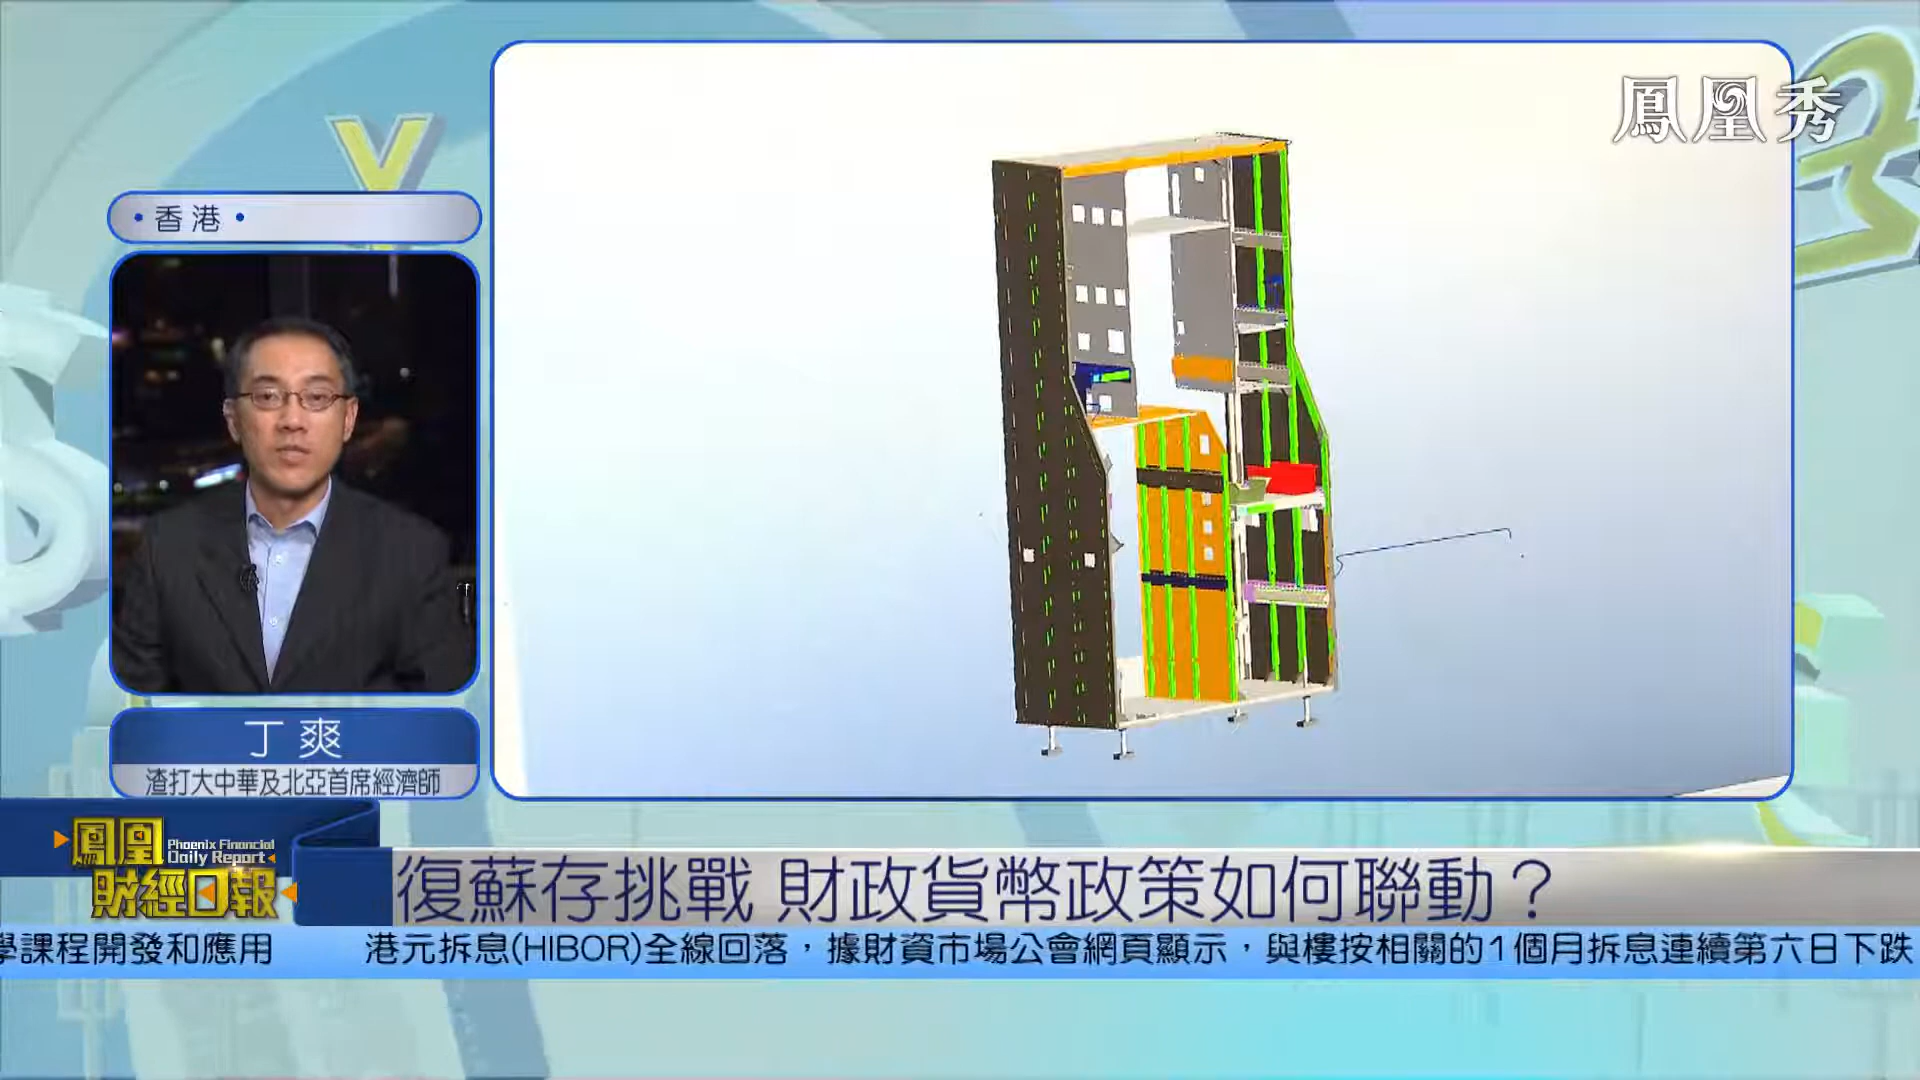 鳳凰秀
香港
丁爽
渣打大中華及北亞首席經濟師
鳳凰
Phoenix Financial
Daily Report
財經日報
復蘇存挑戰 財政貨幣政策如何聯動？
學課程開發和應用 港元拆息(HIBOR)全線回落，據財資市場公會網頁顯示，與樓按相關的1個月拆息連續第六日下跌